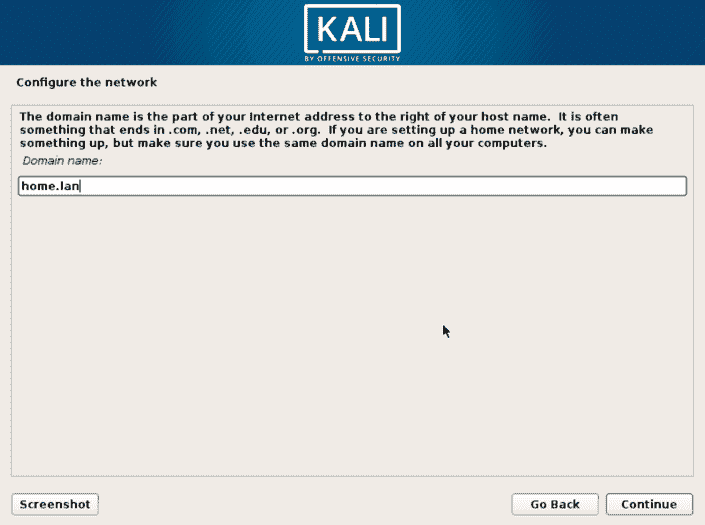 KALI
BY OFFENSIVE SECURITY
Configure the network
The domain name is the part of your Internet address to the right of your host name.  It is often
something that ends in .com, .net, .edu, or .org.  If you are setting up a home network, you can make
something up, but make sure you use the same domain name on all your computers.
Domain name:
home.lan
Screenshot
Go Back
Continue